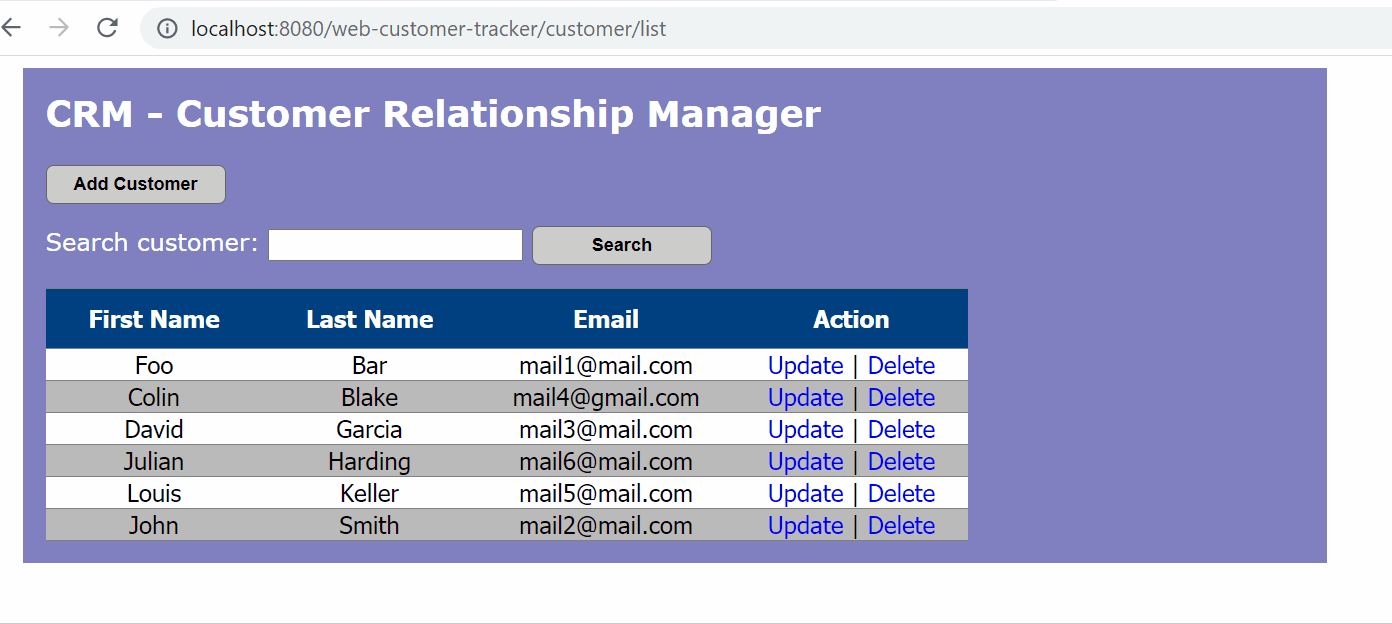 localhost:8080/web-customer-tracker/customer/list
CRM - Customer Relationship Manager
Add Customer
Search customer: Search
First Name Last Name Email Action
Foo Bar mail1@mail.com Update | Delete
Colin Blake mail4@gmail.com Update | Delete
David Garcia mail3@mail.com Update | Delete
Julian Harding mail6@mail.com Update | Delete
Louis Keller mail5@mail.com Update | Delete
John Smith mail2@mail.com Update | Delete